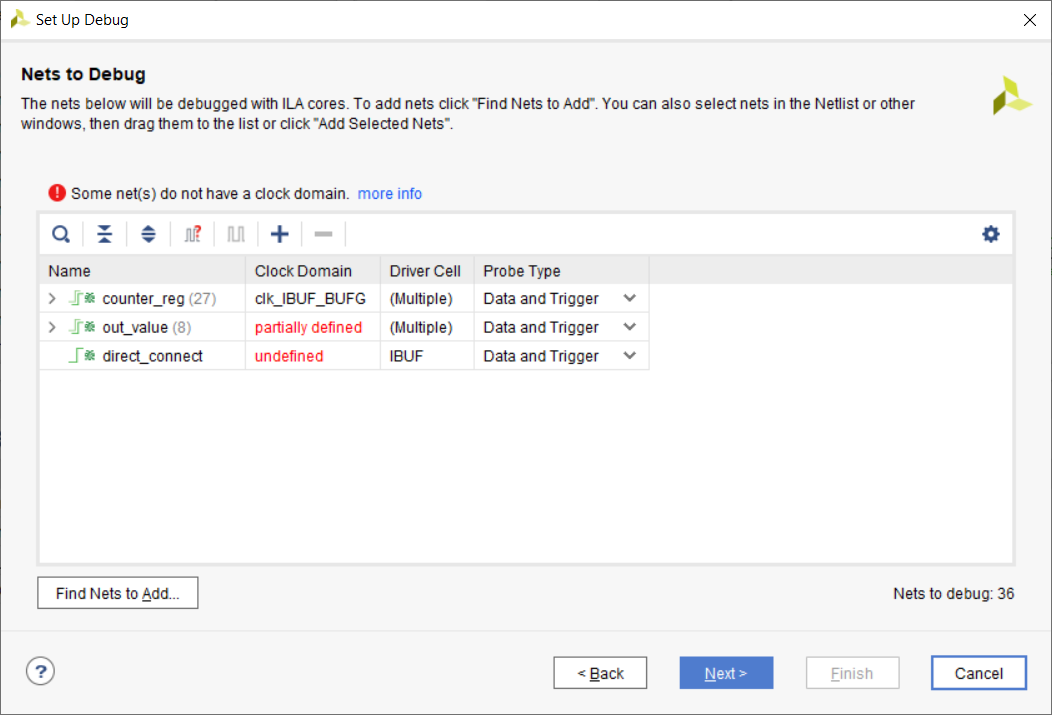 Set Up Debug
Nets to Debug
The nets below will be debugged with ILA cores. To add nets click "Find Nets to Add". You can also select nets in the Netlist or other
windows, then drag them to the list or click "Add Selected Nets".
Some net(s) do not have a clock domain. more info
Name Clock Domain Driver Cell Probe Type
counter_reg (27) clk_IBUF_BUFG (Multiple) Data and Trigger
out_value (8) partially defined (Multiple) Data and Trigger
direct_connect undefined IBUF Data and Trigger
Find Nets to Add... Nets to debug: 36
? < Back Next > Finish Cancel